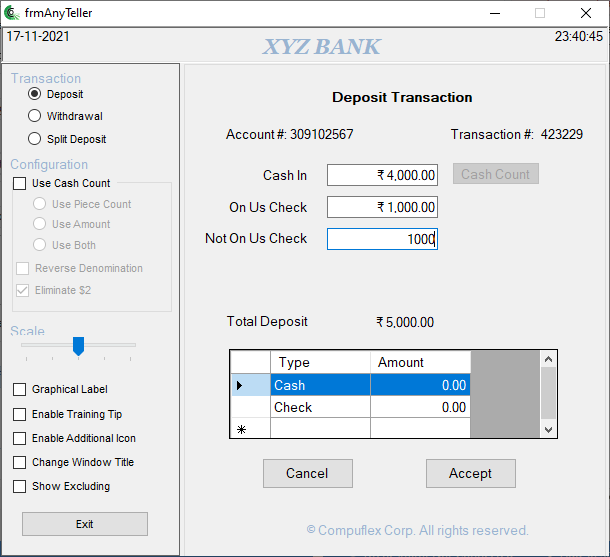 frmAnyTeller
17-11-2021
XYZ BANK
23:40:45
Transaction
Deposit
Withdrawal
Split Deposit
Configuration
Use Cash Count
Use Piece Count
Use Amount
Use Both
Reverse Denomination
Eliminate $2
Scale
Graphical Label
Enable Training Tip
Enable Additional Icon
Change Window Title
Show Excluding
Exit
Deposit Transaction
Account #: 309102567 Transaction #: 423229
Cash In ₹ 4,000.00 Cash Count
On Us Check ₹ 1,000.00
Not On Us Check 1000
Total Deposit ₹ 5,000.00
Type Amount
Cash 0.00
Check 0.00
Cancel Accept
© Compuflex Corp. All rights reserved.